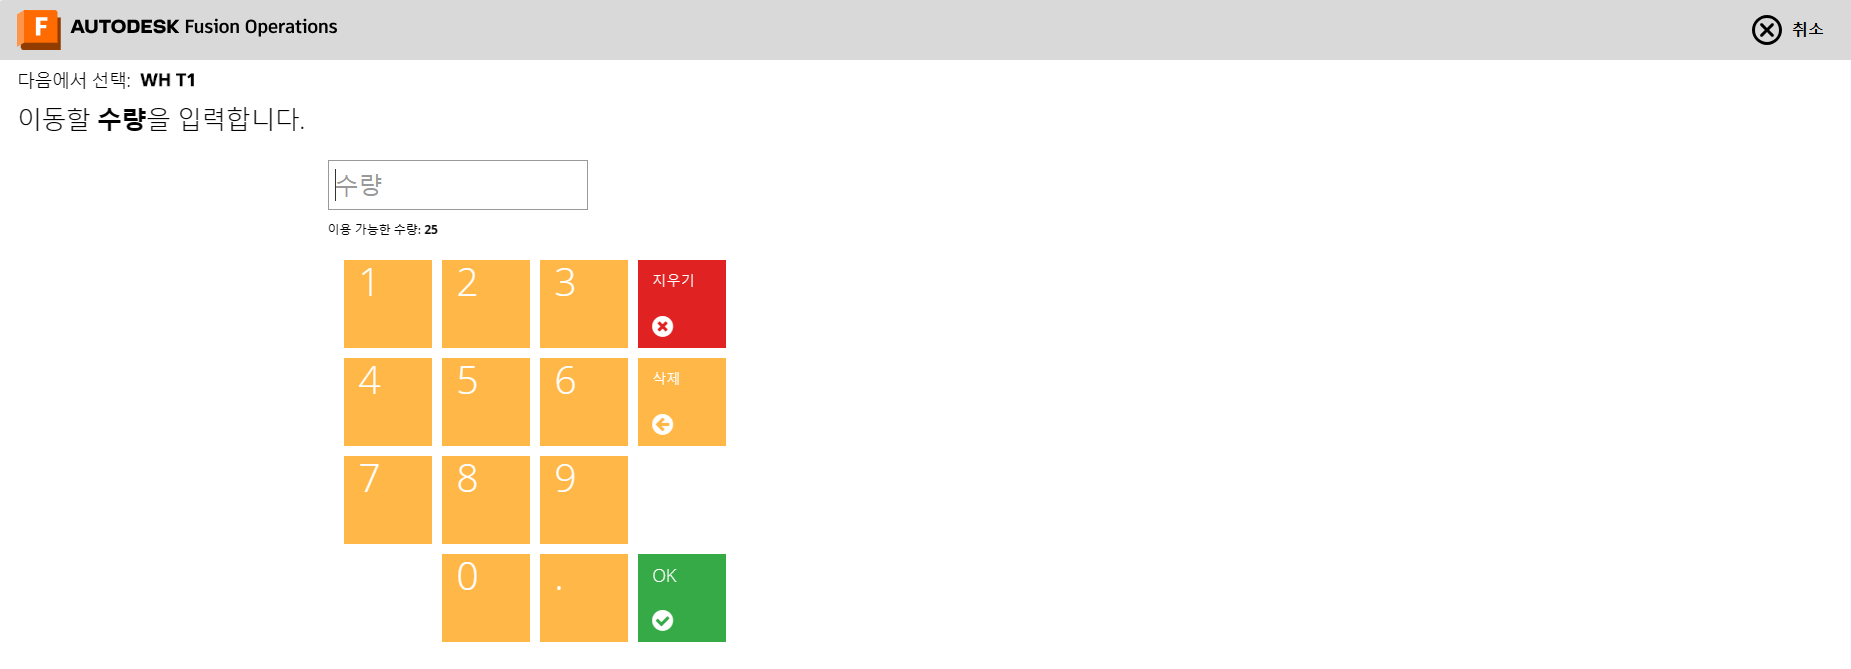 F AUTODESK Fusion Operations
취소
다음에서 선택: WH T1
이동할 수량을 입력합니다.
수량
이용 가능한 수량: 25
1 2 3 지우기
4 5 6 삭제
7 8 9
0 . OK